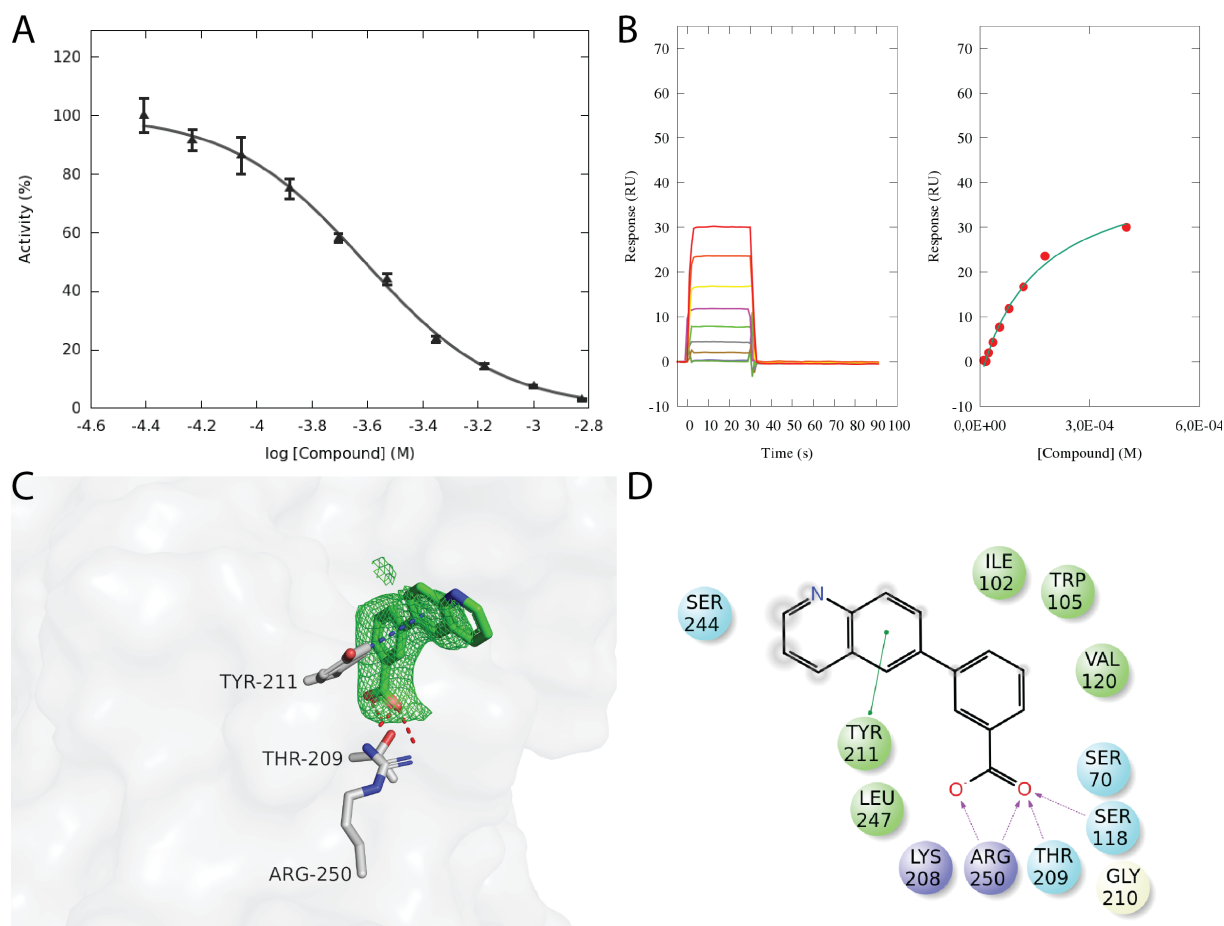 A
120
100
80
60
40
20
0
Activity (%)
-4.6 -4.4 -4.2 -4 -3.8 -3.6 -3.4 -3.2 -3 -2.8
log [Compound] (M)
B
70
60
50
40
30
20
10
0
-10
Response (RU)
0 10 20 30 40 50 60 70 80 90 100
Time (s)
70
60
50
40
30
20
10
0
-10
Response (RU)
0,0E+00 3,0E-04 6,0E-04
[Compound] (M)
C
TYR-211
THR-209
ARG-250
D
SER
244
N
ILE
102
TRP
105
VAL
120
TYR
211
LEU
247
SER
70
O-
O
SER
118
LYS
208
ARG
250
THR
209
GLY
210